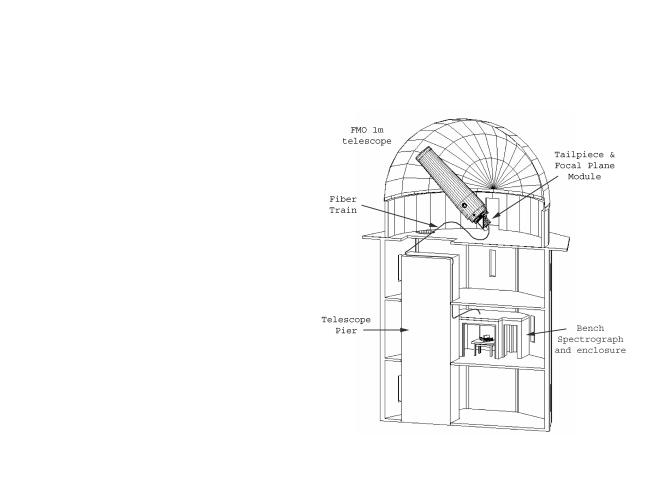 FMO 1m
telescope
Tailpiece &
Focal Plane
Module
Fiber
Train
Telescope
Pier
Bench
Spectrograph
and enclosure